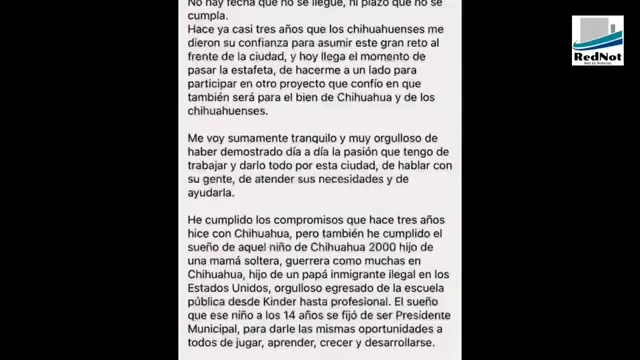 No hay fecha que no se llegue, ni plazo que no se
cumpla.
Hace ya casi tres años que los chihuahuenses me
dieron su confianza para asumir este gran reto al
frente de la ciudad, y hoy llega el momento de
pasar la estafeta, de hacerme a un lado para
participar en otro proyecto que confío en que
también será para el bien de Chihuahua y de los
chihuahuenses.
Me voy sumamente tranquilo y muy orgulloso de
haber demostrado día a día la pasión que tengo de
trabajar y darlo todo por esta ciudad, de hablar con
su gente, de atender sus necesidades y de
ayudarla.
He cumplido los compromisos que hace tres años
hice con Chihuahua, pero también he cumplido el
sueño de aquel niño de Chihuahua 2000 hijo de
una mamá soltera, guerrera como muchas en
Chihuahua, hijo de un papá inmigrante ilegal en los
Estados Unidos, orgulloso egresado de la escuela
pública desde Kinder hasta profesional. El sueño
que ese niño a los 14 años se fijó de ser Presidente
Municipal, para darle las mismas oportunidades a
todos de jugar, aprender, crecer y desarrollarse.
RedNot